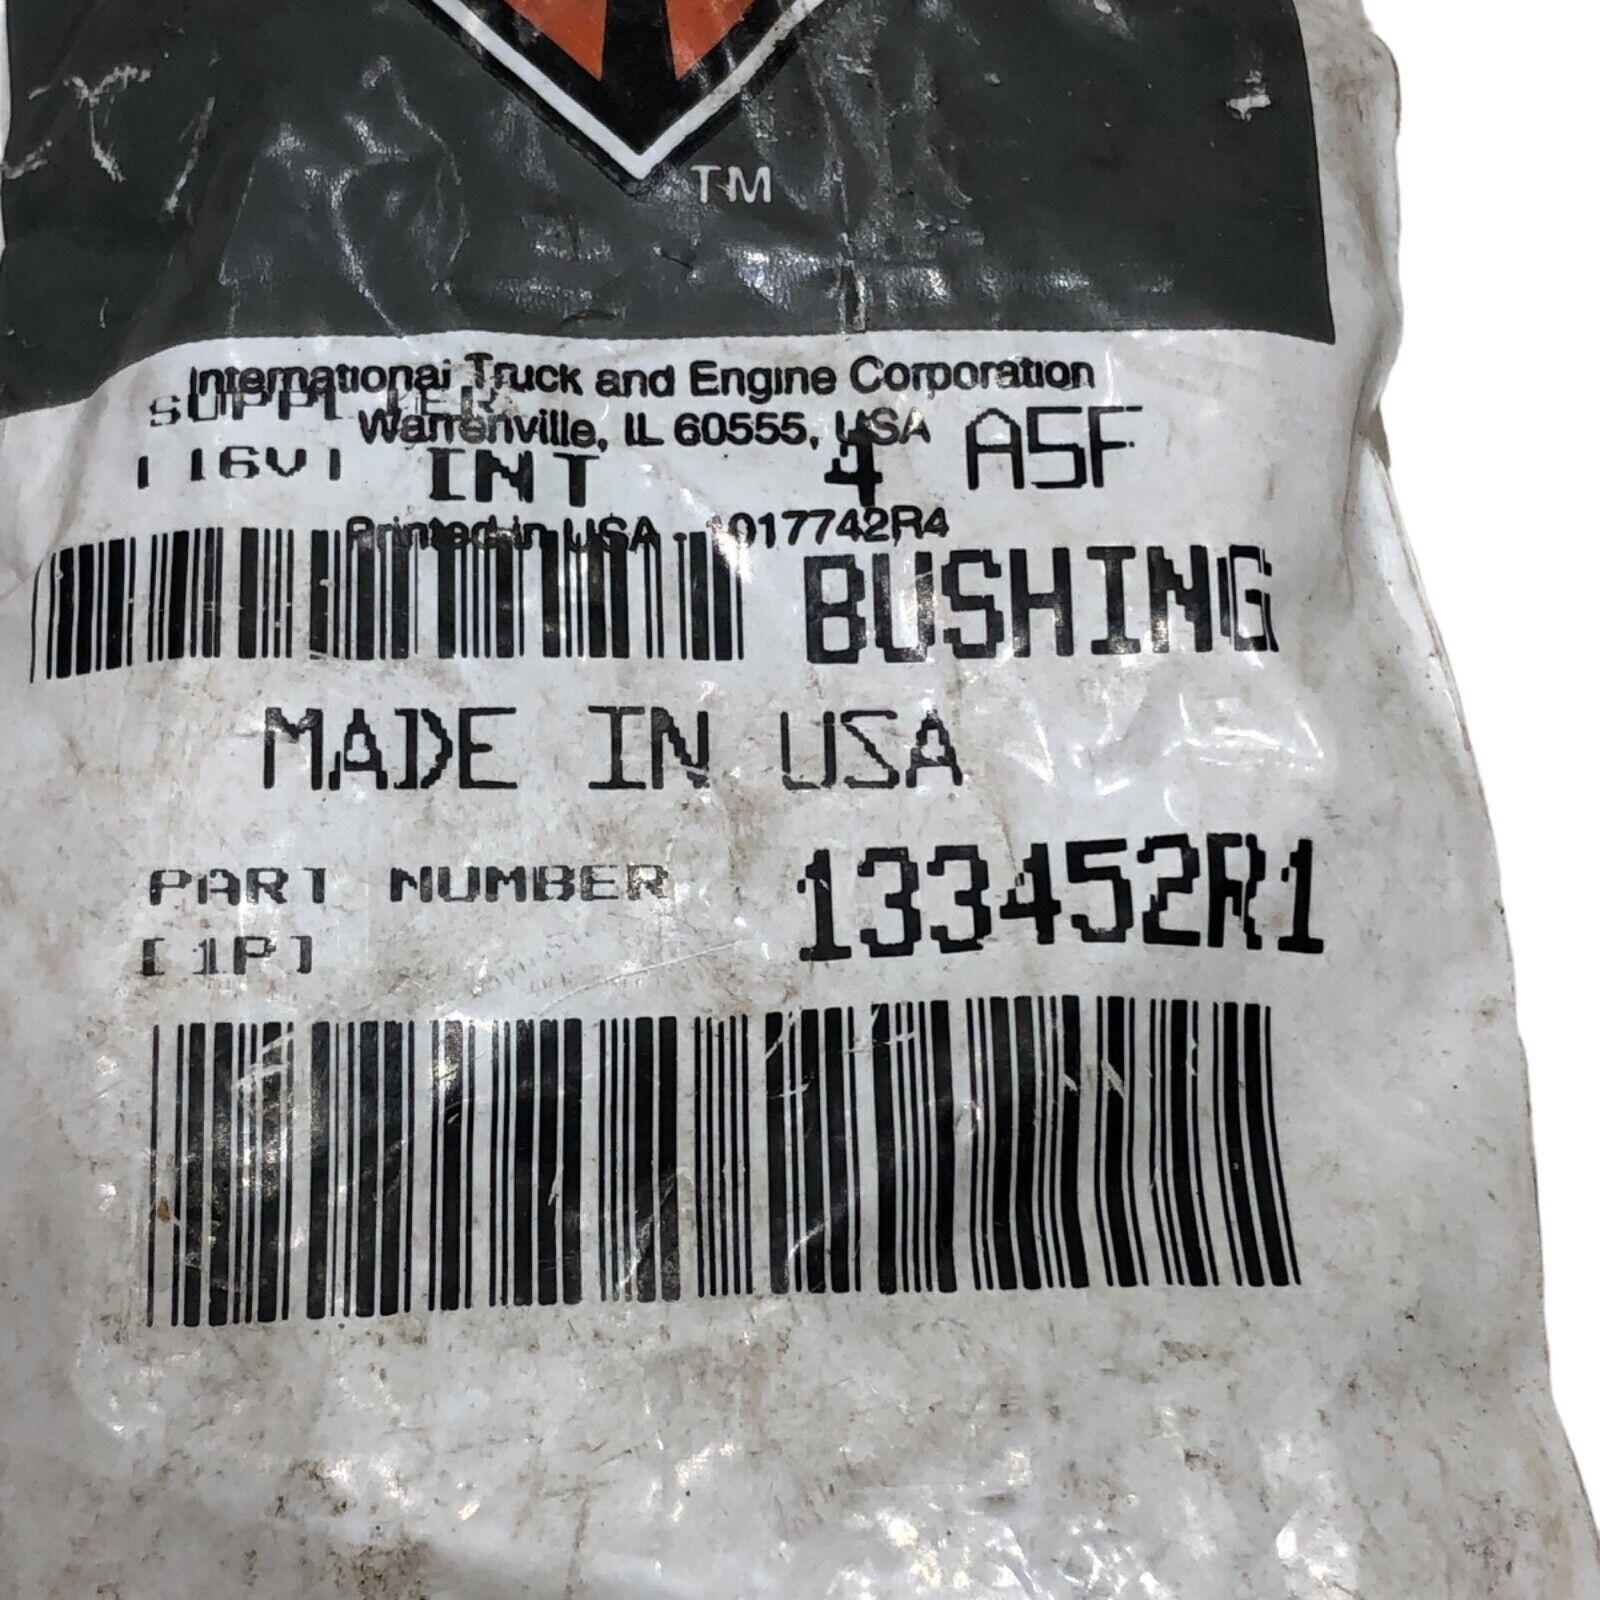 TM
International Truck and Engine Corporation
SUPPLIER
Warrenville, IL 60555, USA
[16V] INT 4 A5F
Printed in USA - 1017742R4
BUSHING
MADE IN USA
PART NUMBER 133452R1
[1P]